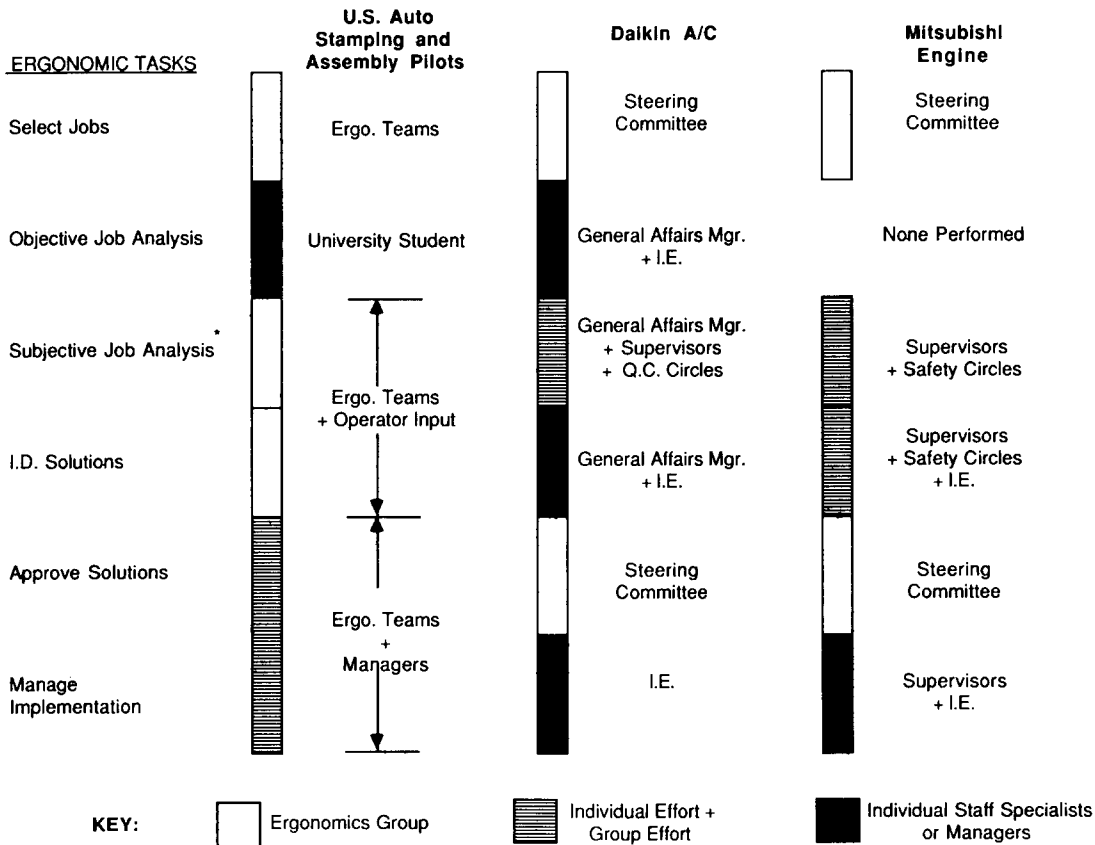 U.S. Auto
Stamping and
Assembly Pilots
Daikin A/C
Mitsubishi
Engine
ERGONOMIC TASKS
Select Jobs
Ergo. Teams
Steering
Committee
Steering
Committee
Objective Job Analysis
University Student
General Affairs Mgr.
+ I.E.
None Performed
Subjective Job Analysis*
General Affairs Mgr.
+ Supervisors
+ Q.C. Circles
Supervisors
+ Safety Circles
Ergo. Teams
+ Operator Input
I.D. Solutions
General Affairs Mgr.
+ I.E.
Supervisors
+ Safety Circles
+ I.E.
Approve Solutions
Steering
Committee
Steering
Committee
Ergo. Teams
+
Managers
Manage
Implementation
I.E.
Supervisors
+ I.E.
KEY:
Ergonomics Group
Individual Effort +
Group Effort
Individual Staff Specialists
or Managers